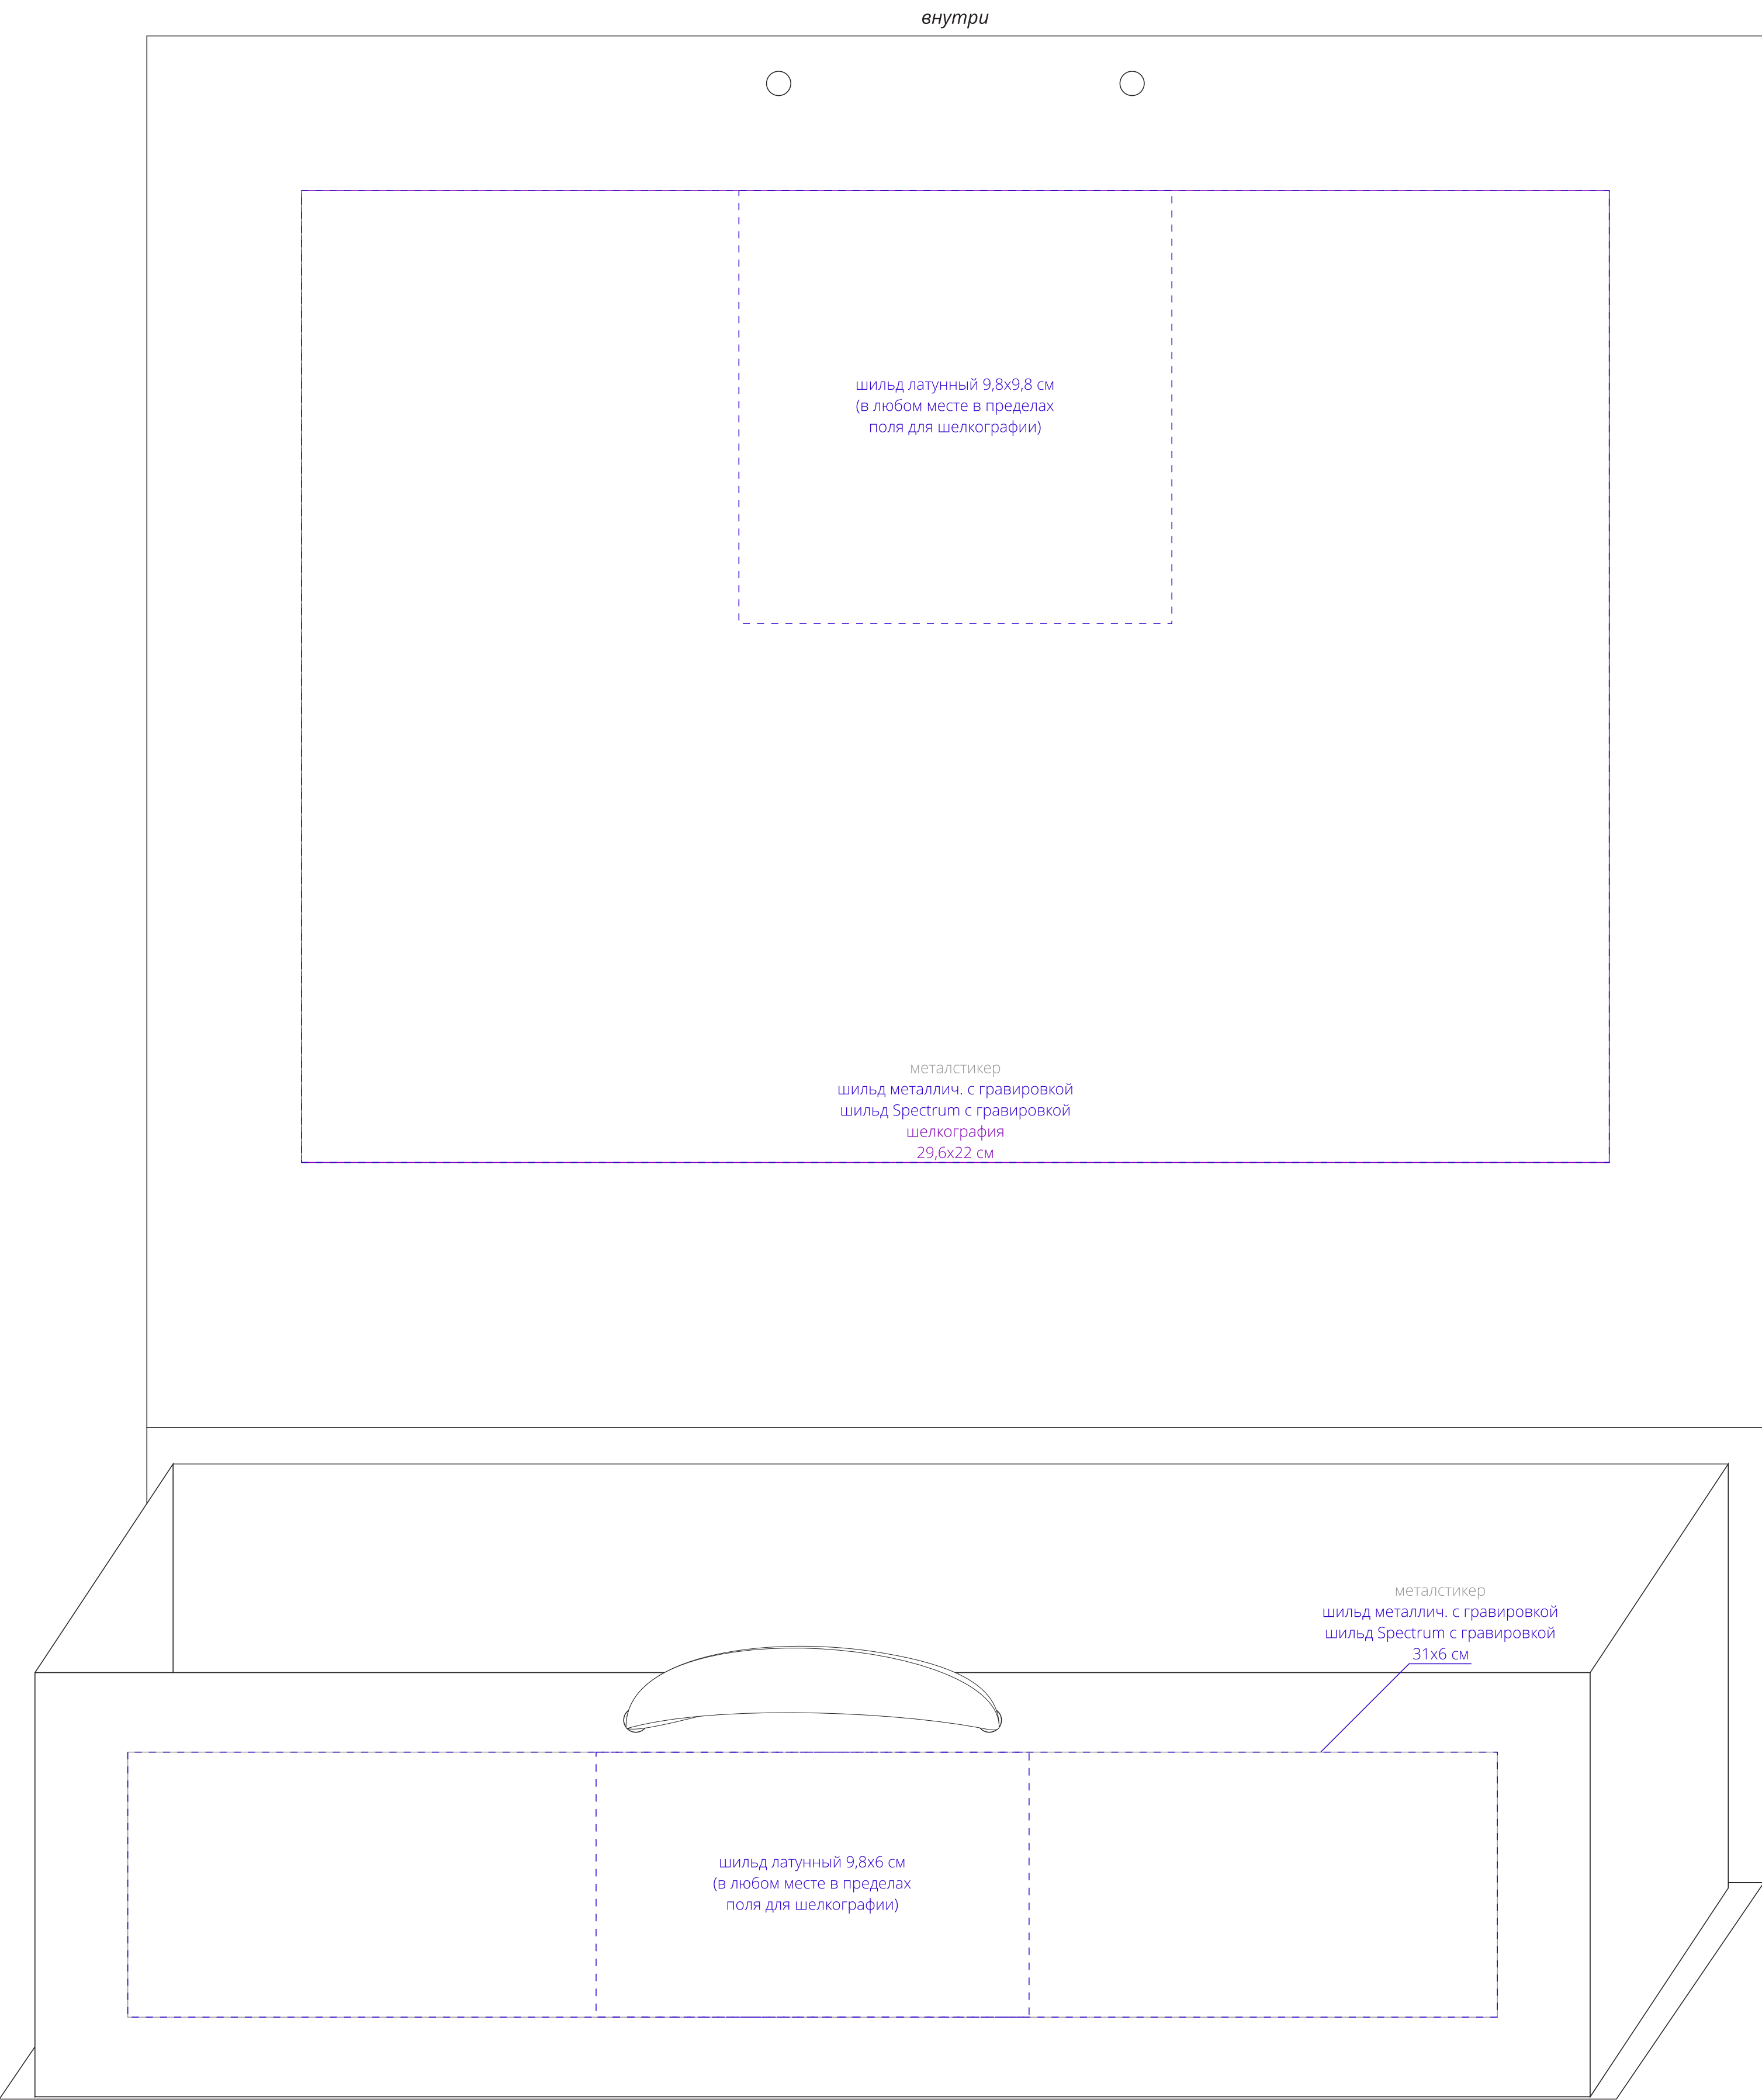 внутри
шильд латунный 9,8х9,8 см
(в любом месте в пределах
поля для шелкографии)
металстикер
шильд металлич. с гравировкой
шильд Spectrum с гравировкой
шелкография
29,6х22 см
металстикер
шильд металлич. с гравировкой
шильд Spectrum с гравировкой
31х6 см
шильд латунный 9,8х6 см
(в любом месте в пределах
поля для шелкографии)